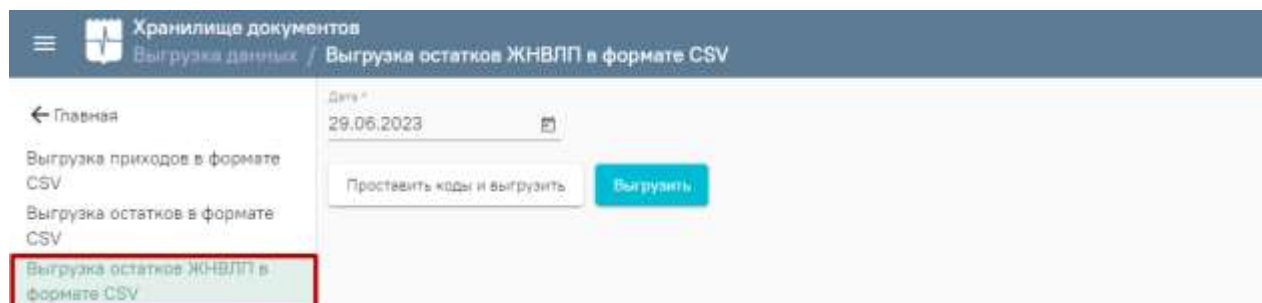 Хранилище документов
Выгрузка данных / Выгрузка остатков ЖНВЛП в формате CSV
Главная
Дата *
29.06.2023
Выгрузка приходов в формате
CSV
Проставить коды и выгрузить
Выгрузить
Выгрузка остатков в формате
CSV
Выгрузка остатков ЖНВЛП в
формате CSV